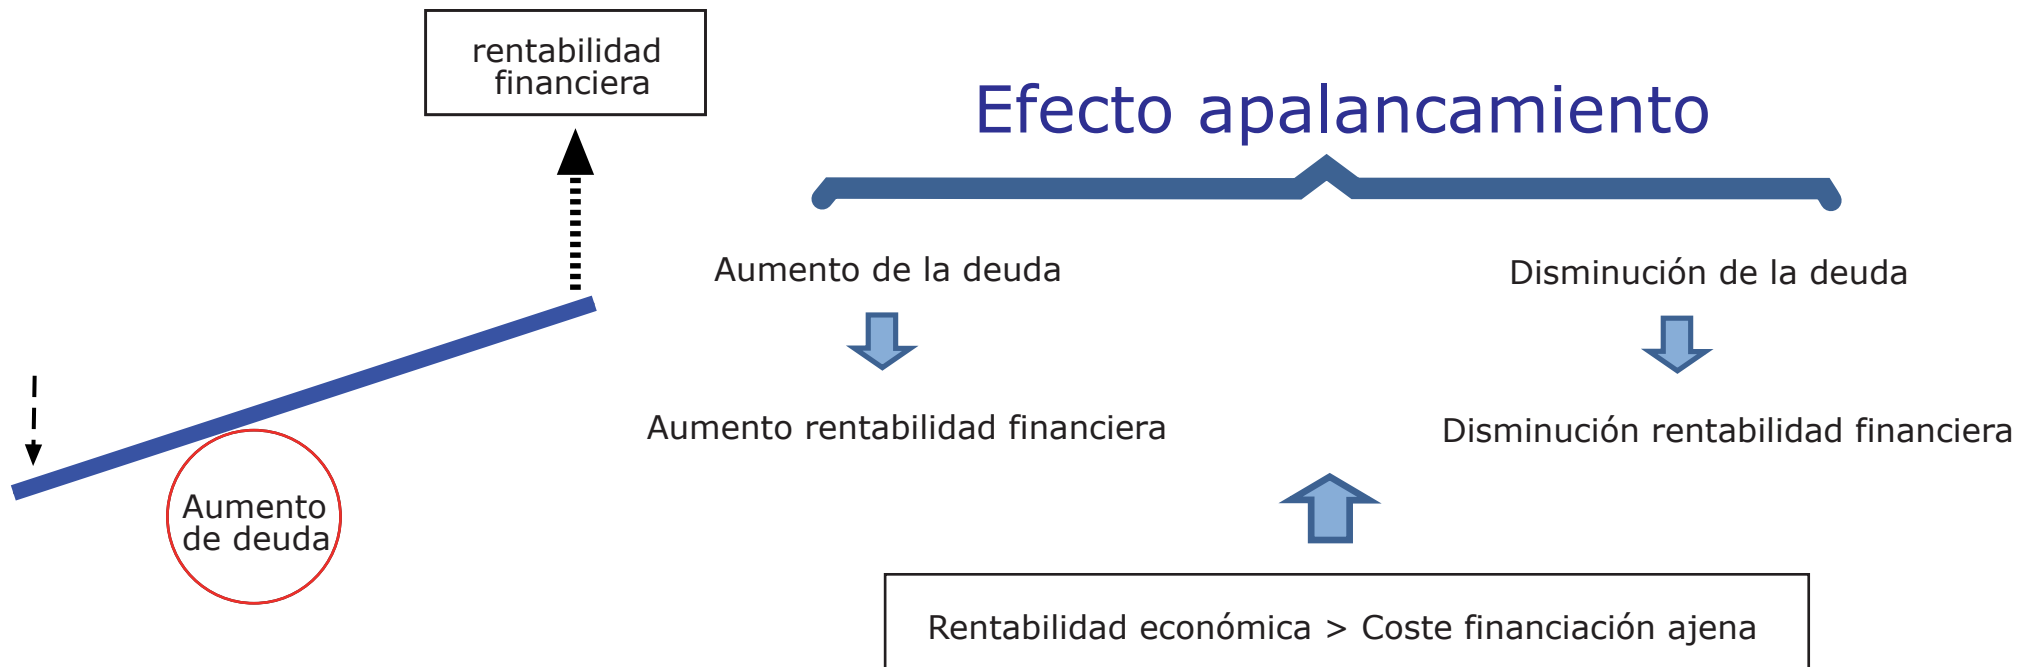 rentabilidad
financiera
Efecto apalancamiento
Aumento de la deuda
Disminución de la deuda
Aumento rentabilidad financiera
Disminución rentabilidad financiera
Aumento
de deuda
Rentabilidad económica > Coste financiación ajena